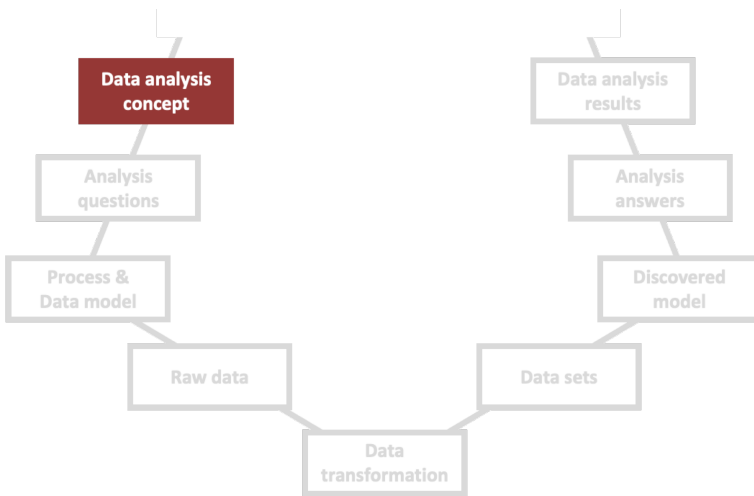 Data analysis
concept
Data analysis
results
Analysis
questions
Analysis
answers
Process &
Data model
Discovered
model
Raw data
Data sets
Data
transformation